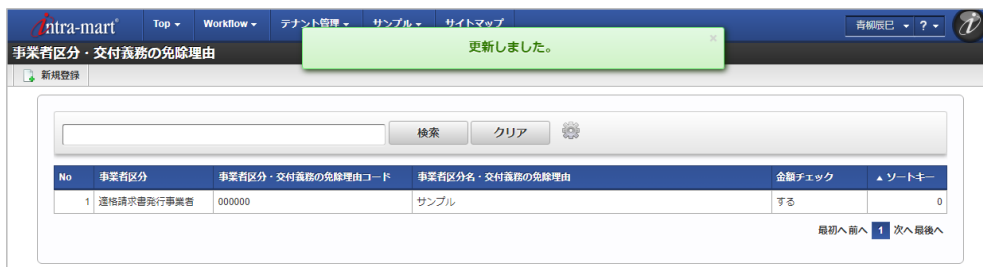 intra-mart® Top Workflow テナント管理 サンプル サイトマップ 青柳辰巳 ?
事業者区分・交付義務の免除理由
更新しました。 ×
新規登録
検索 クリア
No 事業者区分 事業者区分・交付義務の免除理由コード 事業者区分名・交付義務の免除理由 金額チェック ▲ ソートキー
1 適格請求書発行事業者 000000 サンプル する 0
最初へ 前へ 1 次へ 最後へ